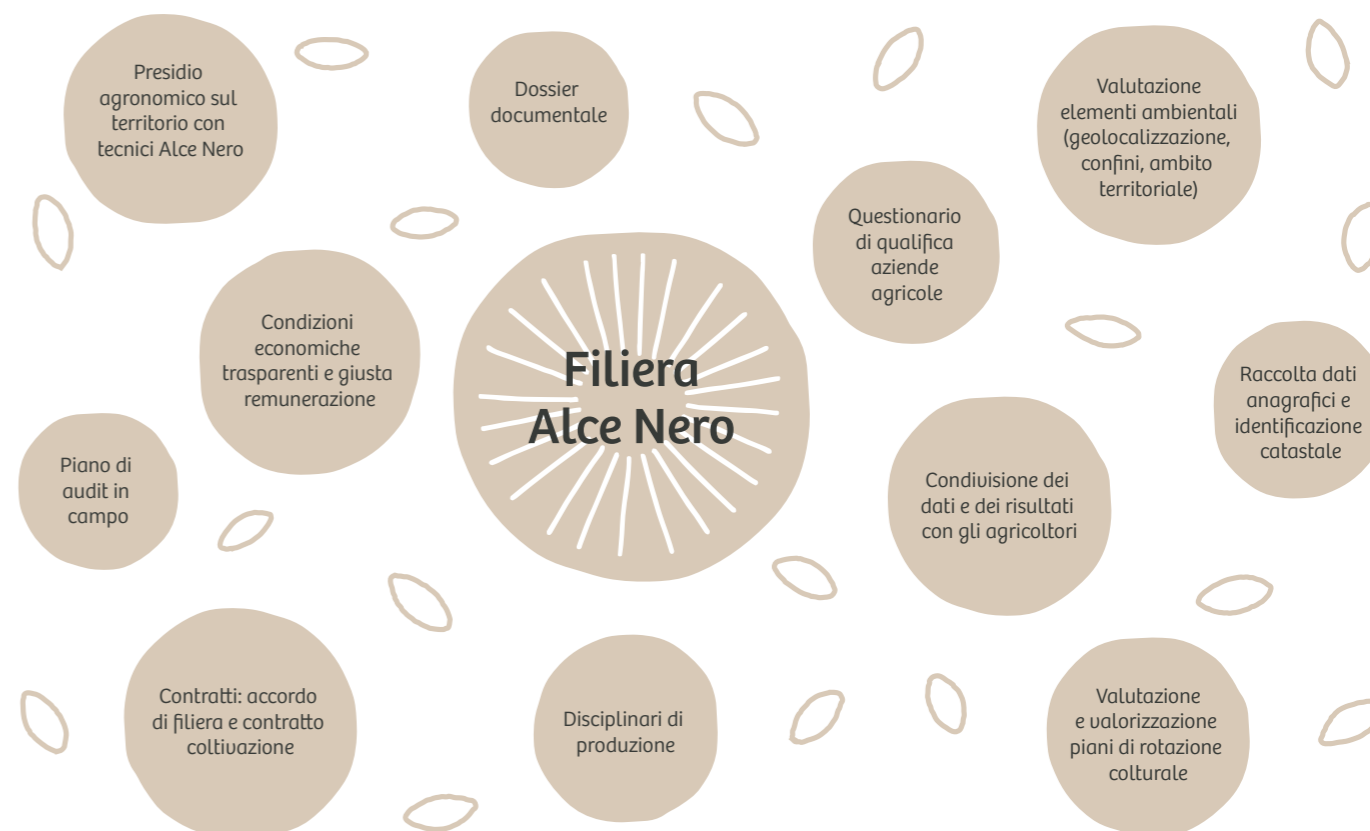 Presidio
agronomico sul
territorio con
tecnici Alce Nero
Dossier
documentale
Valutazione
elementi ambientali
(geolocalizzazione,
confini, ambito
territoriale)
Questionario
di qualifica
aziende
agricole
Condizioni
economiche
trasparenti e giusta
remunerazione
Filiera
Alce Nero
Raccolta dati
anagrafici e
identificazione
catastale
Piano di
audit in
campo
Condivisione dei
dati e dei risultati
con gli agricoltori
Contratti: accordo
di filiera e contratto
coltivazione
Disciplinari di
produzione
Valutazione
e valorizzazione
piani di rotazione
colturale